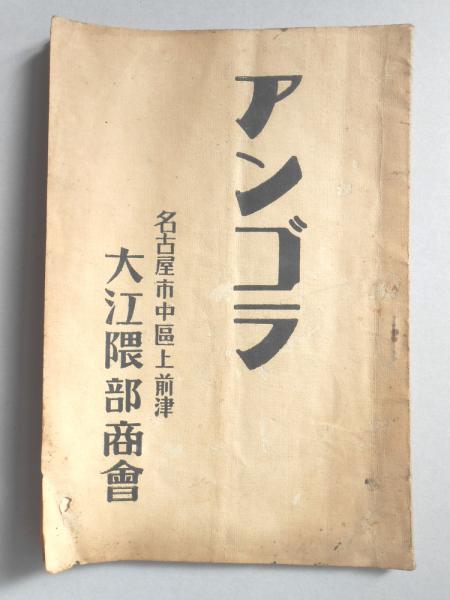 アンゴラ
名古屋市中區上前津
大江隈部商會